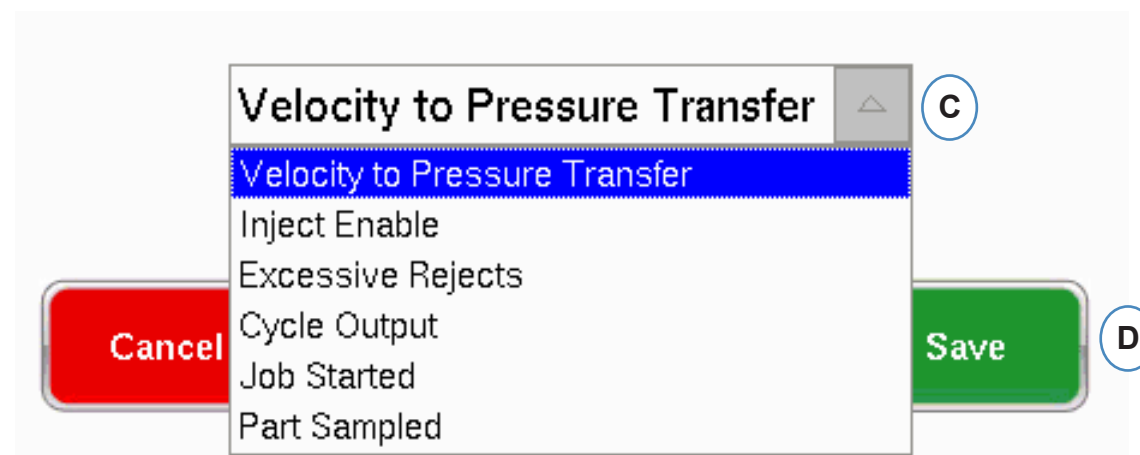 Velocity to Pressure Transfer C
Velocity to Pressure Transfer
Inject Enable
Excessive Rejects
Cycle Output
Cancel
Save D
Job Started
Part Sampled